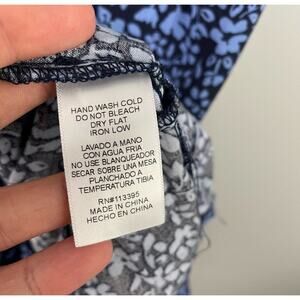 HAND WASH COLD
DO NOT BLEACH
DRY FLAT
IRON LOW
LAVADO A MANO
CON AGUA FRIA
NO USE BLANQUEADOR
SECAR SOBRE UNA MESA
PLANCHADO A
TEMPERATURA TIBIA
RN#113395
MADE IN CHINA
HECHO EN CHINA